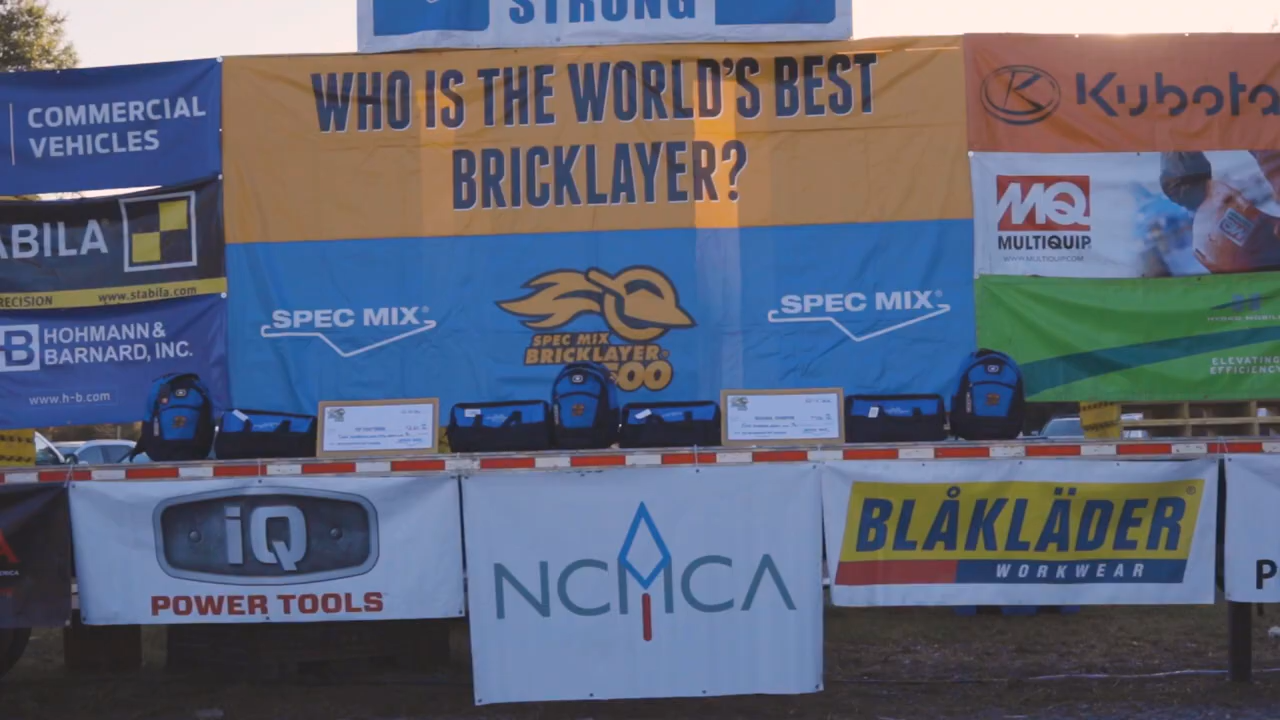 STRONG
COMMERCIAL
VEHICLES
WHO IS THE WORLD'S BEST
BRICKLAYER?
Kubota
ABILA
RECISION
www.stabila.com
MQ
MULTIQUIP
WWW.MULTIQUIP.COM
HOHMANN &
BARNARD, INC.
www.h-b.com
SPEC MIX®
SPEC MIX
BRICKLAYER®
500
SPEC MIX®
ELEVATING
EFFICIENCY
iQ
POWER TOOLS
NCMCA
BLÅKLÄDER®
WORKWEAR
P